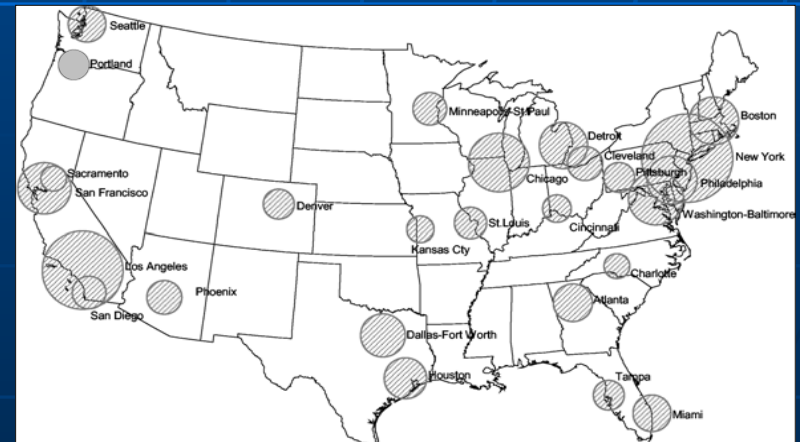 Seattle
Portland
Minneapolis-St.Paul
Boston
Detroit
Cleveland
New York
Sacramento
San Francisco
Chicago
Pittsburgh
Philadelphia
Denver
Washington-Baltimore
St.Louis
Cincinnati
Kansas Cty
Los Angeles
Charlotte
Phoenix
Atlanta
San Diego
Dallas-Fort Worth
Houston
Tampa
Miami